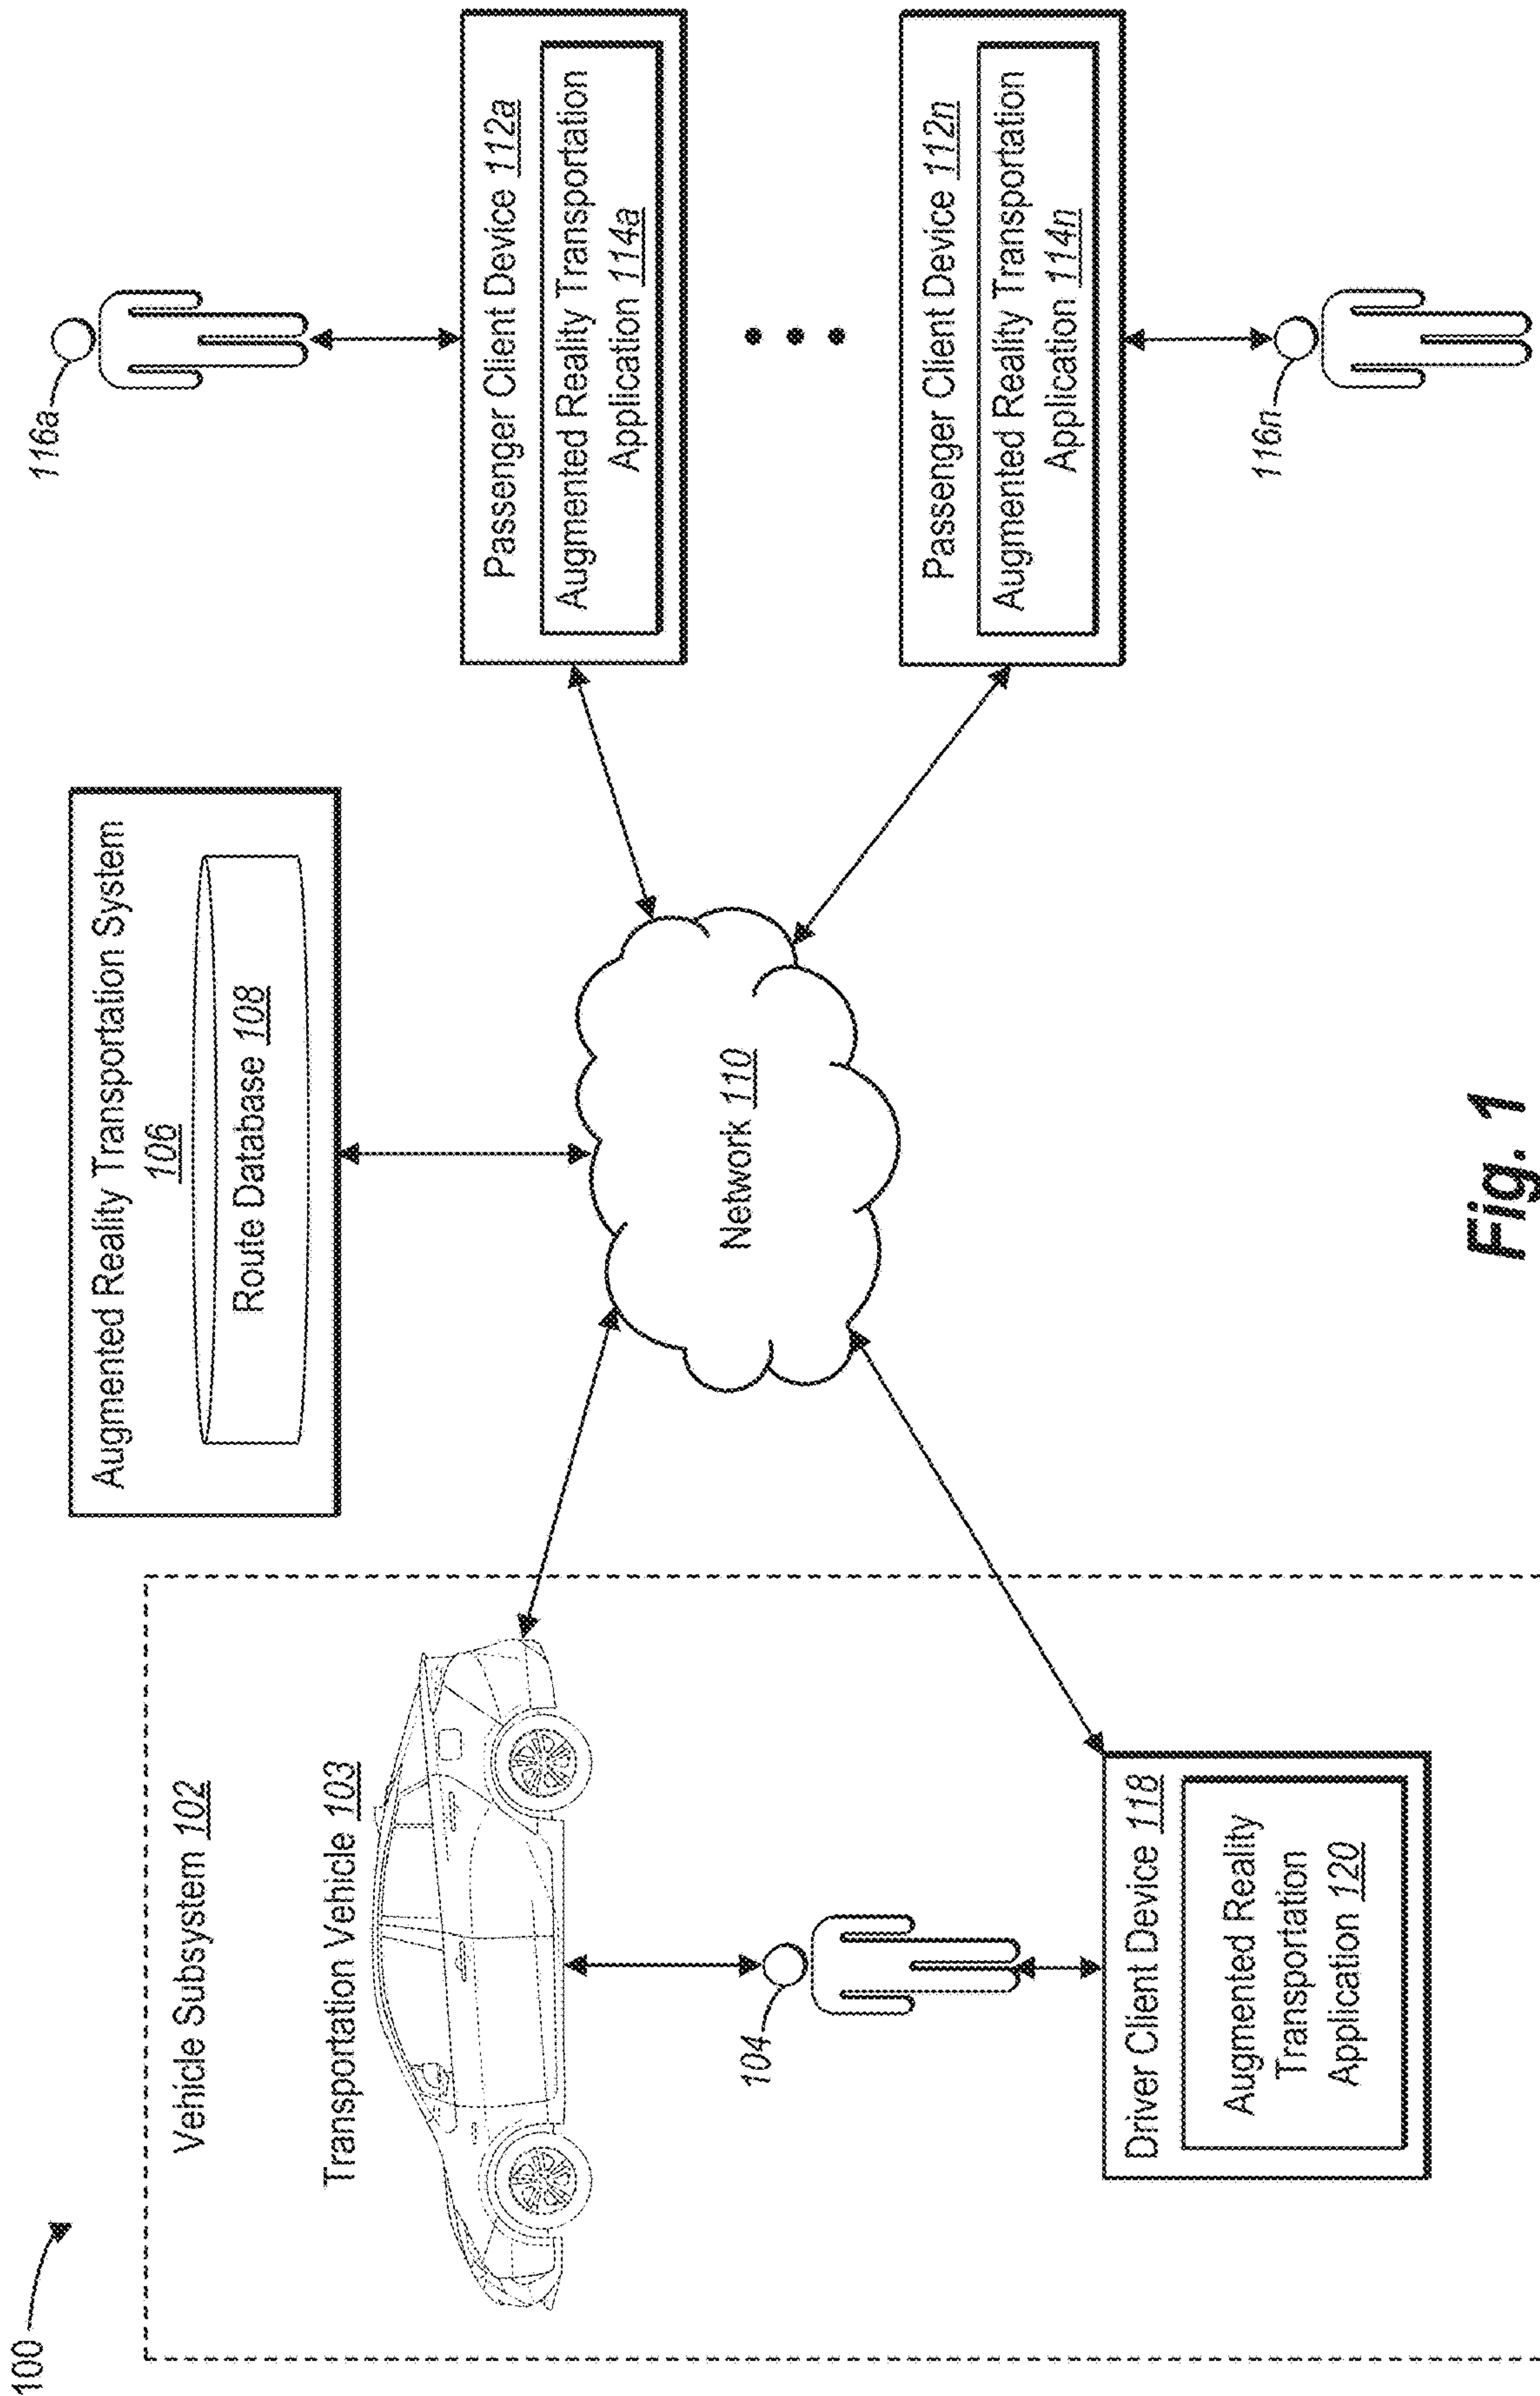 100
Vehicle Subsystem 102
Transportation Vehicle 103
104
Driver Client Device 118
Augmented Reality
Transportation
Application 120
Augmented Reality Transportation System
106
Route Database 108
Network 110
116a
Passenger Client Device 112a
Augmented Reality Transportation
Application 114a
Passenger Client Device 112n
Augmented Reality Transportation
Application 114n
116n
Fig. 1